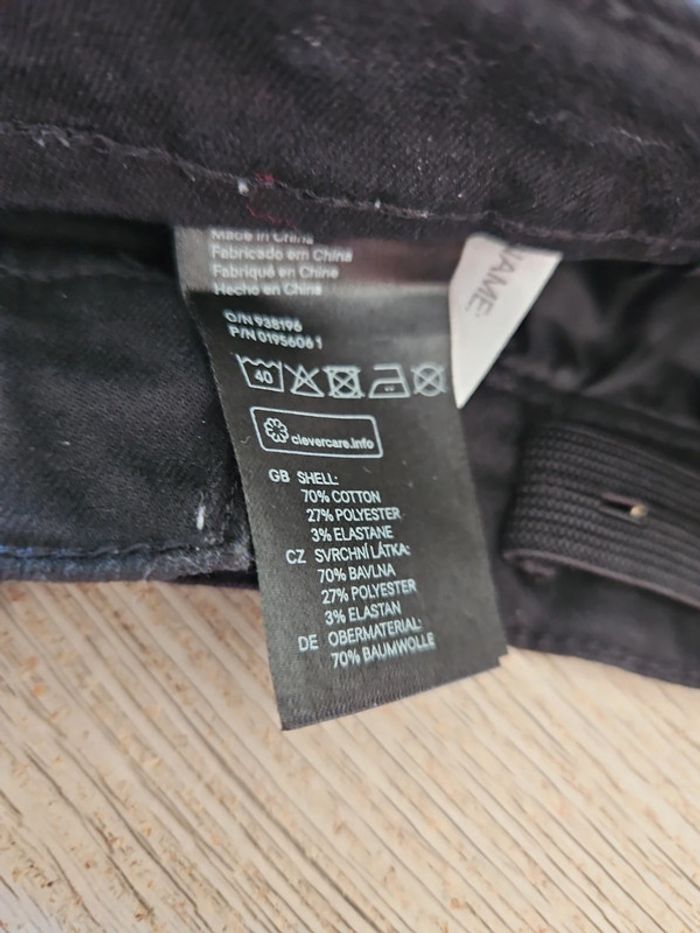 Made in China
Fabricado em China
Fabriqué en Chine
Hecho en China
O/N 938196
P/N 01956061
40
clevercare.info
GB SHELL:
70% COTTON
27% POLYESTER
3% ELASTANE
CZ SVRCHNÍ LÁTKA:
70% BAVLNA
27% POLYESTER
3% ELASTAN
DE OBERMATERIAL:
70% BAUMWOLLE
NAME: